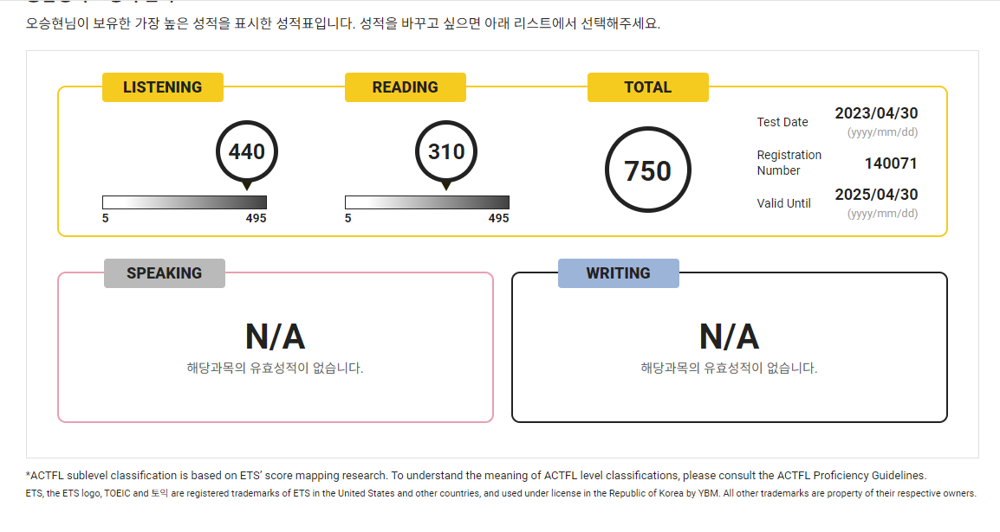 오승현님이 보유한 가장 높은 성적을 표시한 성적표입니다. 성적을 바꾸고 싶으면 아래 리스트에서 선택해주세요.
LISTENING
READING
TOTAL
440
310
750
5
495
5
495
Test Date
2023/04/30
(yyyy/mm/dd)
Registration
Number
140071
Valid Until
2025/04/30
(yyyy/mm/dd)
SPEAKING
WRITING
N/A
해당과목의 유효성적이 없습니다.
N/A
해당과목의 유효성적이 없습니다.
*ACTFL sublevel classification is based on ETS’ score mapping research. To understand the meaning of ACTFL level classifications, please consult the ACTFL Proficiency Guidelines.
ETS, the ETS logo, TOEIC and 토익 are registered trademarks of ETS in the United States and other countries, and used under license in the Republic of Korea by YBM. All other trademarks are property of their respective owners.